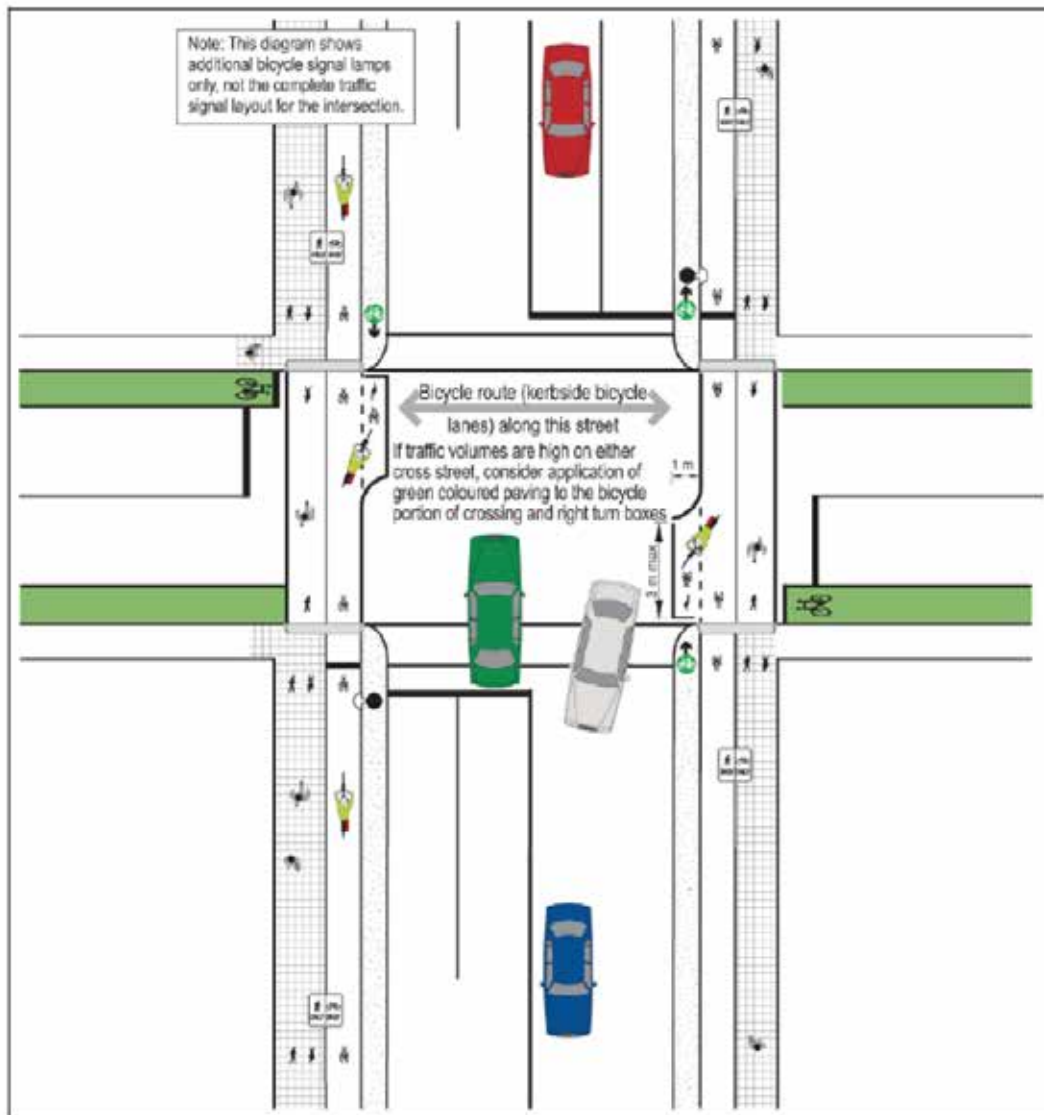 Note: This diagram shows
additional bicycle signal lamps
only, not the complete traffic
signal layout for the intersection.
Bicycle route (kerbside bicycle
lanes) along this street
If traffic volumes are high on either
cross street, consider application of
green coloured paving to the bicycle
portion of crossing and right turn boxes
1 m
3 m max